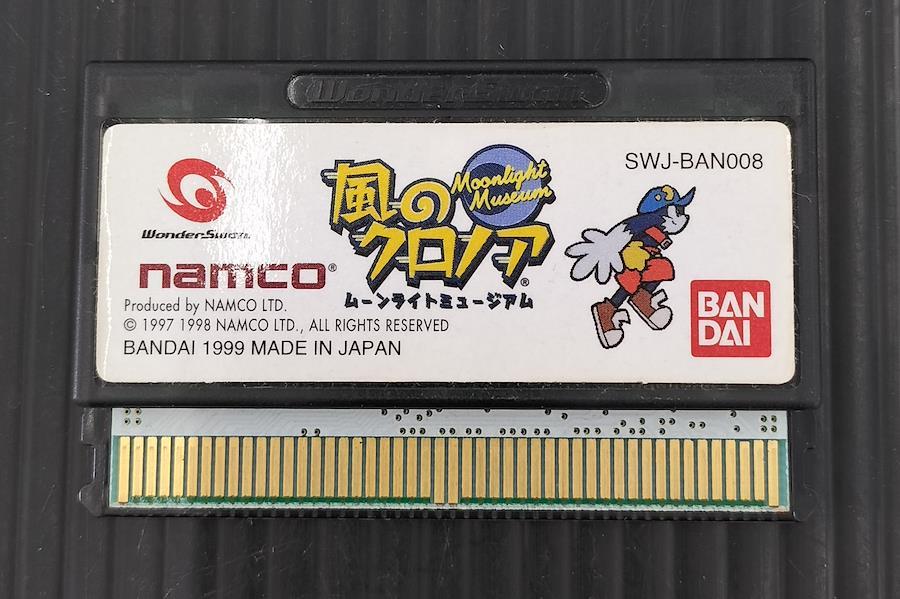 WonderSwan
SWJ-BAN008
WonderSwan
風のクロノア®
Moonlight
Museum
ムーンライトミュージアム
namco®
Produced by NAMCO LTD.
© 1997 1998 NAMCO LTD., ALL RIGHTS RESERVED
BANDAI 1999 MADE IN JAPAN
BAN
DAI